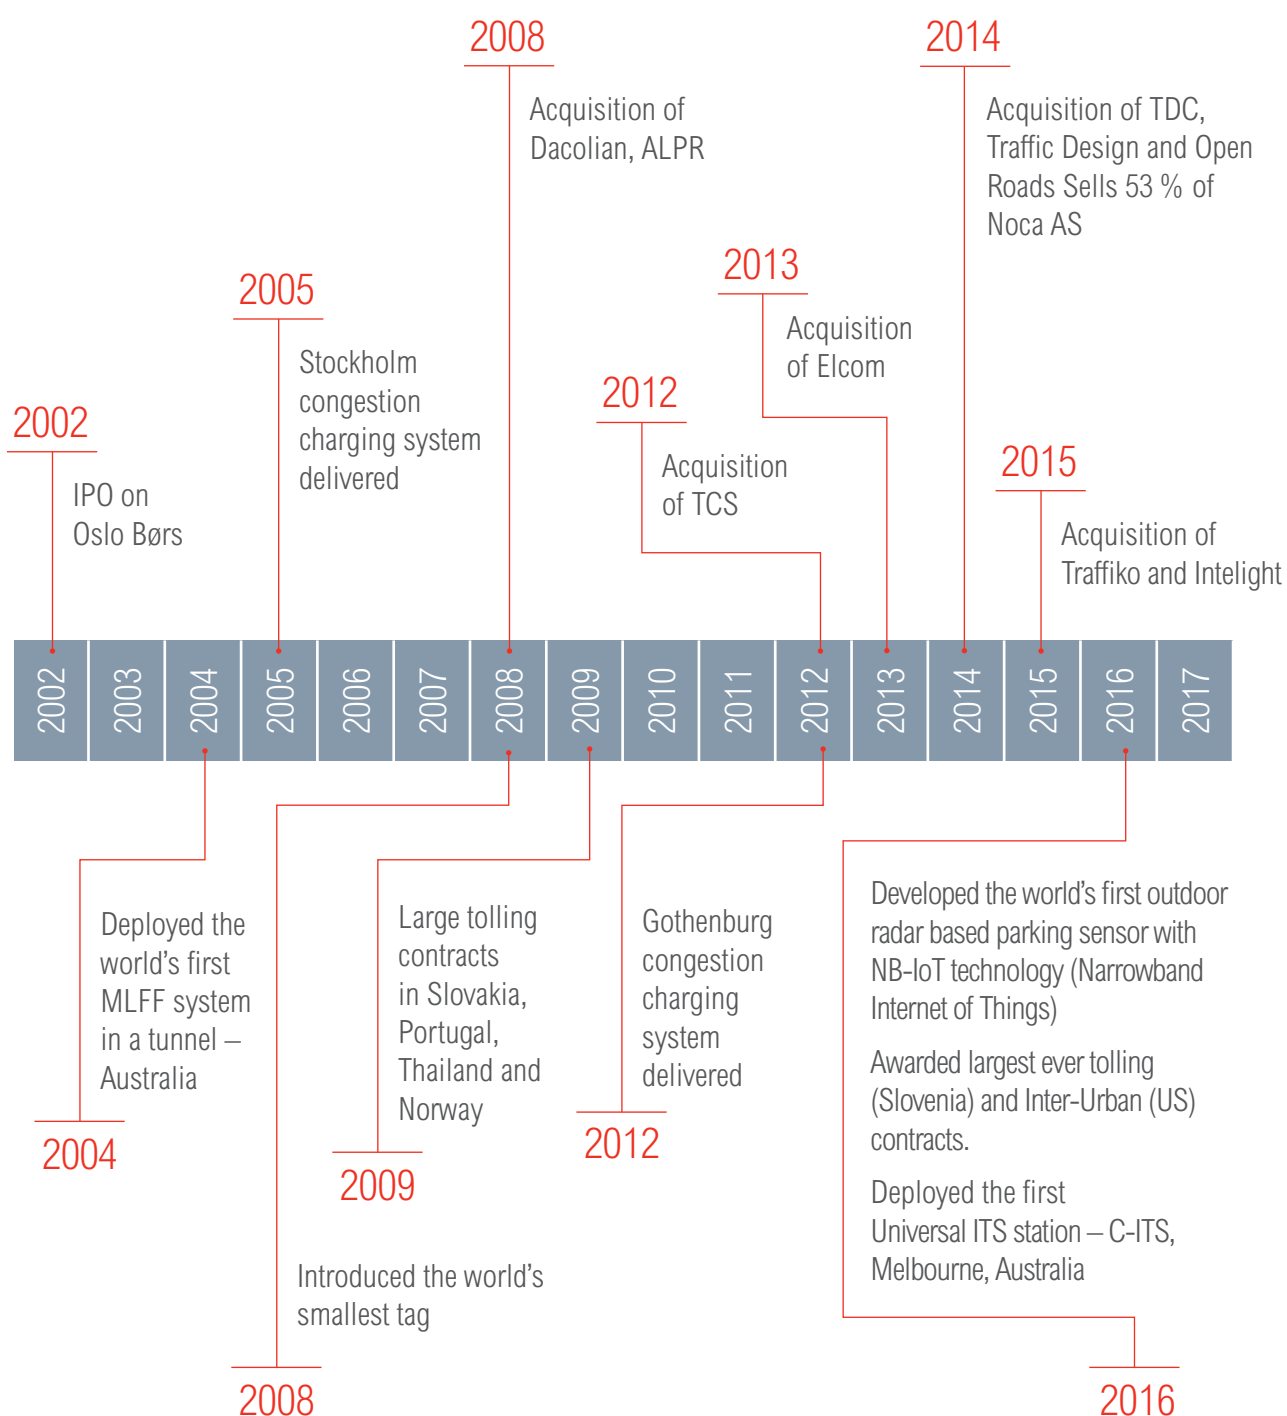 2008
Acquisition of
Dacolian, ALPR
2014
Acquisition of TDC,
Traffic Design and Open
Roads Sells 53 % of
Noca AS
2005
Stockholm
congestion
charging system
delivered
2013
Acquisition
of Elcom
2002
IPO on
Oslo Børs
2012
Acquisition
of TCS
2015
Acquisition of
Traffiko and Intelight
2002
2003
2004
2005
2006
2007
2008
2009
2010
2011
2012
2013
2014
2015
2016
2017
Deployed the
world’s first
MLFF system
in a tunnel –
Australia
2004
Large tolling
contracts
in Slovakia,
Portugal,
Thailand and
Norway
2009
Gothenburg
congestion
charging
system
delivered
2012
Developed the world’s first outdoor
radar based parking sensor with
NB-IoT technology (Narrowband
Internet of Things)
Awarded largest ever tolling
(Slovenia) and Inter-Urban (US)
contracts.
Deployed the first
Universal ITS station – C-ITS,
Melbourne, Australia
2016
Introduced the world’s
smallest tag
2008